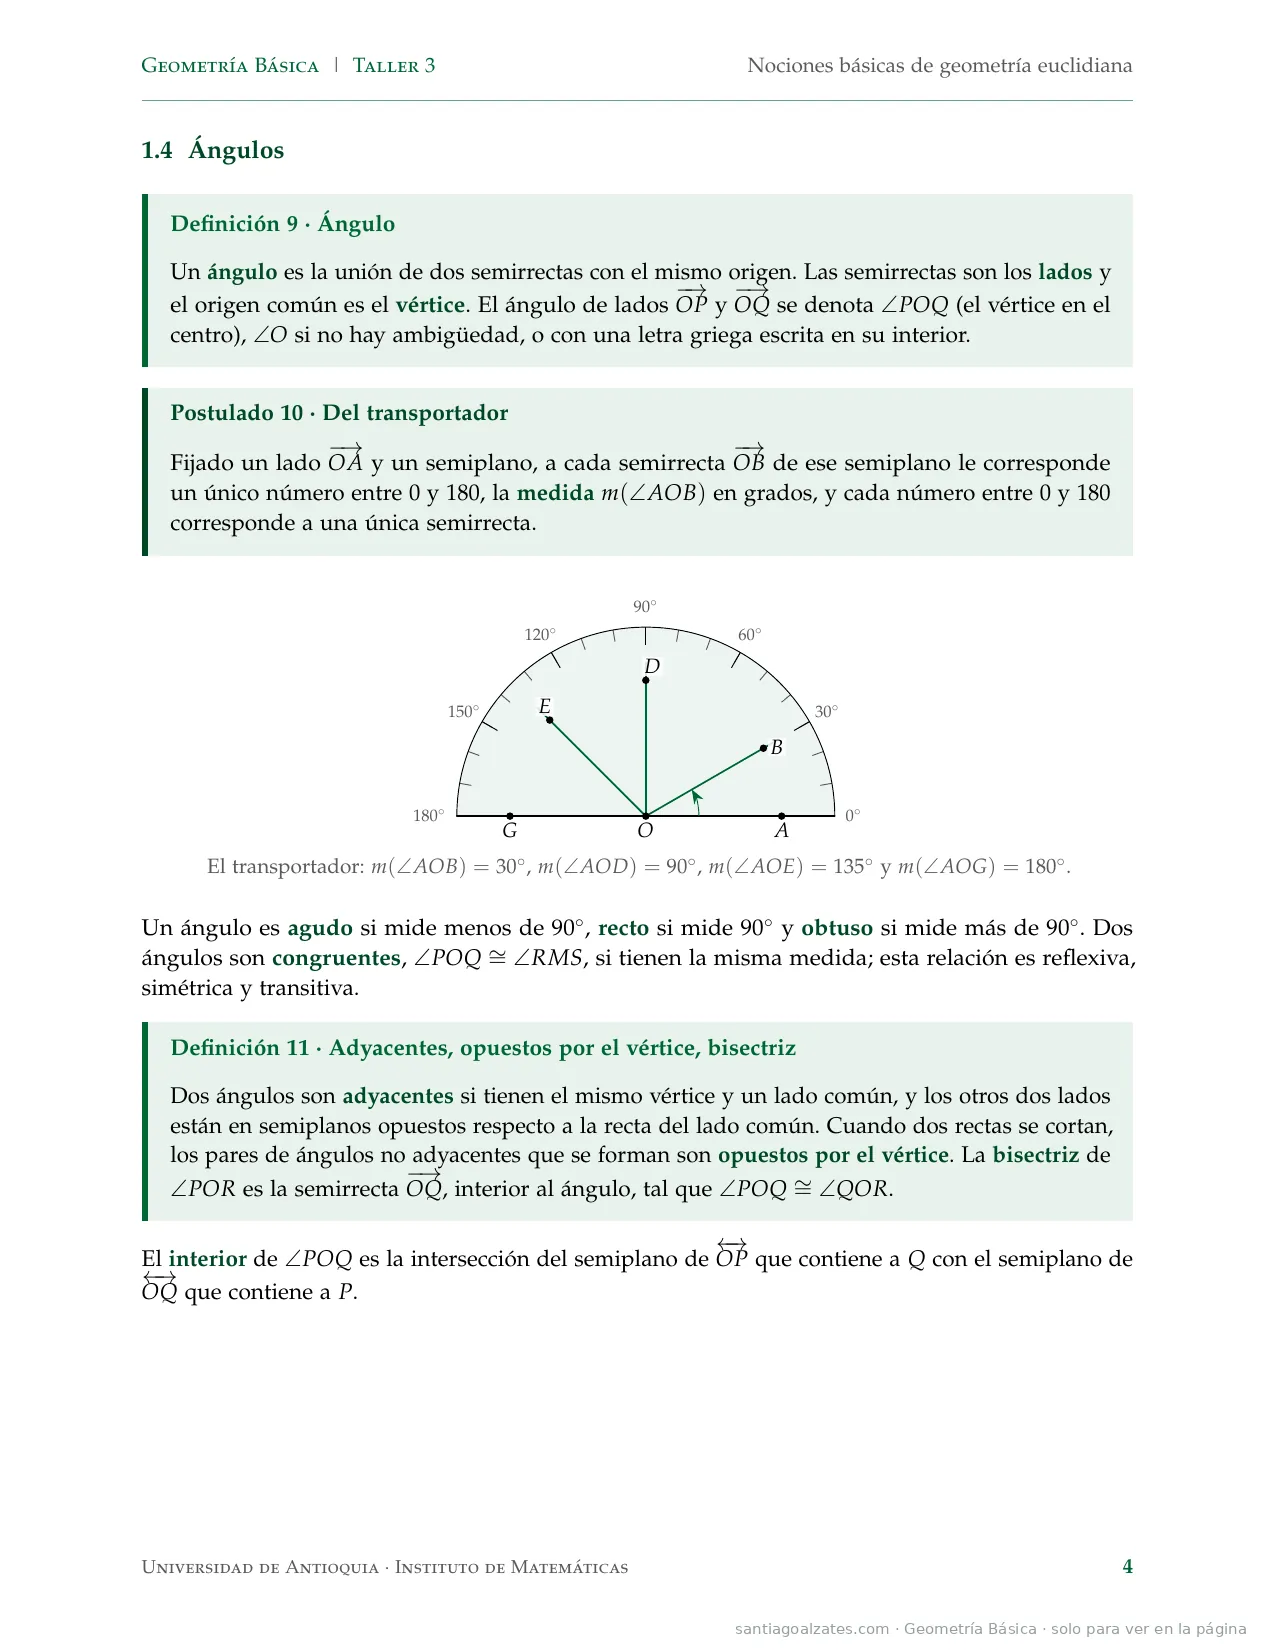 Geometría Básica | Taller 3
Nociones básicas de geometría euclidiana
1.4 Ángulos
Definición 9 · Ángulo
Un ángulo es la unión de dos semirrectas con el mismo origen. Las semirrectas son los lados y
el origen común es el vértice. El ángulo de lados \overrightarrow{OP} y \overrightarrow{OQ} se denota ∠POQ (el vértice en el
centro), ∠O si no hay ambigüedad, o con una letra griega escrita en su interior.
Postulado 10 · Del transportador
Fijado un lado \overrightarrow{OA} y un semiplano, a cada semirrecta \overrightarrow{OB} de ese semiplano le corresponde
un único número entre 0 y 180, la medida m(∠AOB) en grados, y cada número entre 0 y 180
corresponde a una única semirrecta.
90°
120°
60°
D
E
150°
30°
B
180°
0°
G
O
A
El transportador: m(∠AOB) = 30°, m(∠AOD) = 90°, m(∠AOE) = 135° y m(∠AOG) = 180°.
Un ángulo es agudo si mide menos de 90°, recto si mide 90° y obtuso si mide más de 90°. Dos
ángulos son congruentes, ∠POQ ≅ ∠RMS, si tienen la misma medida; esta relación es reflexiva,
simétrica y transitiva.
Definición 11 · Adyacentes, opuestos por el vértice, bisectriz
Dos ángulos son adyacentes si tienen el mismo vértice y un lado común, y los otros dos lados
están en semiplanos opuestos respecto a la recta del lado común. Cuando dos rectas se cortan,
los pares de ángulos no adyacentes que se forman son opuestos por el vértice. La bisectriz de
∠POR es la semirrecta \overrightarrow{OQ}, interior al ángulo, tal que ∠POQ ≅ ∠QOR.
El interior de ∠POQ es la intersección del semiplano de \overleftrightarrow{OP} que contiene a Q con el semiplano de
\overleftrightarrow{OQ} que contiene a P.
Universidad de Antioquia · Instituto de Matemáticas
4
santiagoalzates.com · Geometría Básica · solo para ver en la página